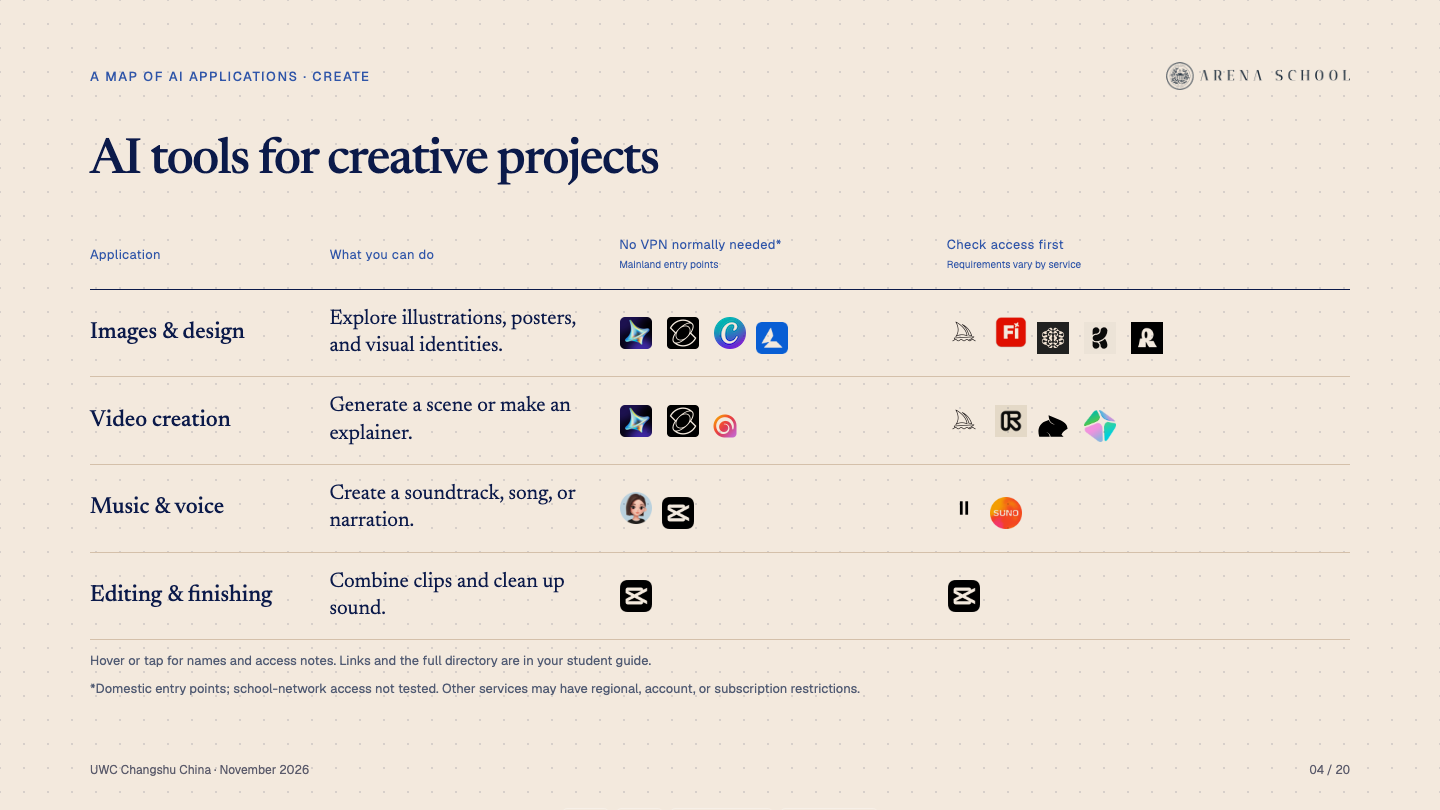 A MAP OF AI APPLICATIONS · CREATE
ARENA SCHOOL
AI tools for creative projects
Application
What you can do
No VPN normally needed*
Mainland entry points
Check access first
Requirements vary by service
Images & design
Explore illustrations, posters,
and visual identities.
Fi
Video creation
Generate a scene or make an
explainer.
Music & voice
Create a soundtrack, song, or
narration.
SUNO
Editing & finishing
Combine clips and clean up
sound.
Hover or tap for names and access notes. Links and the full directory are in your student guide.
*Domestic entry points; school-network access not tested. Other services may have regional, account, or subscription restrictions.
UWC Changshu China · November 2026
04 / 20